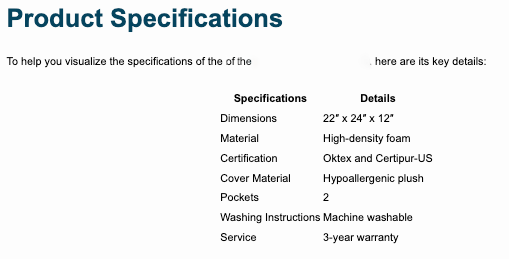 Product Specifications
To help you visualize the specifications of the of the . here are its key details:
Specifications Details
Dimensions 22″ x 24″ x 12″
Material High-density foam
Certification Oktex and Certipur-US
Cover Material Hypoallergenic plush
Pockets 2
Washing Instructions Machine washable
Service 3-year warranty